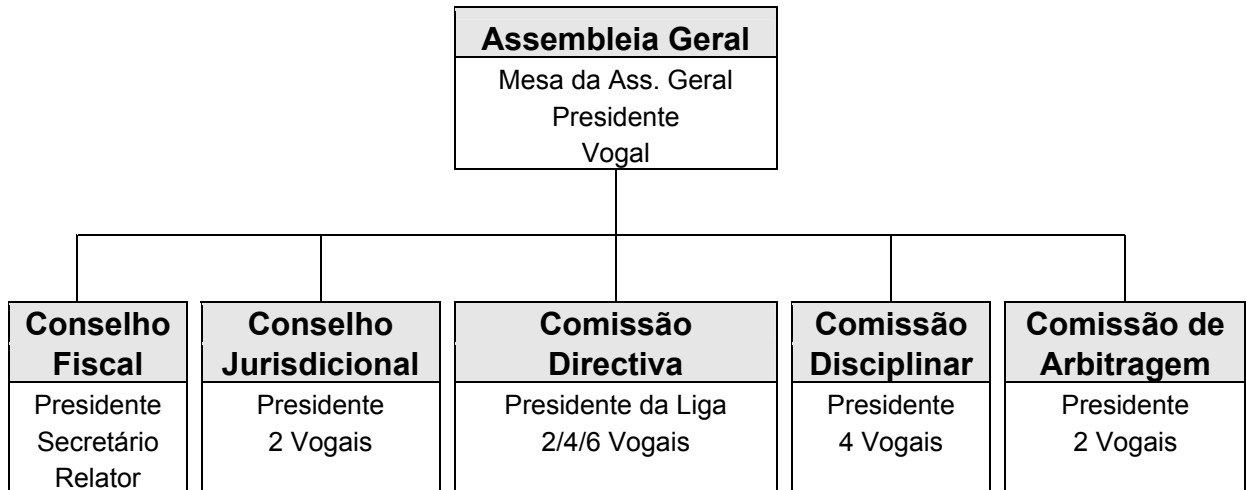 Assembleia Geral
Mesa da Ass. Geral
Presidente
Vogal
Conselho
Fiscal
Presidente
Secretário
Relator
Conselho
Jurisdicional
Presidente
2 Vogais
Comissão
Directiva
Presidente da Liga
2/4/6 Vogais
Comissão
Disciplinar
Presidente
4 Vogais
Comissão de
Arbitragem
Presidente
2 Vogais